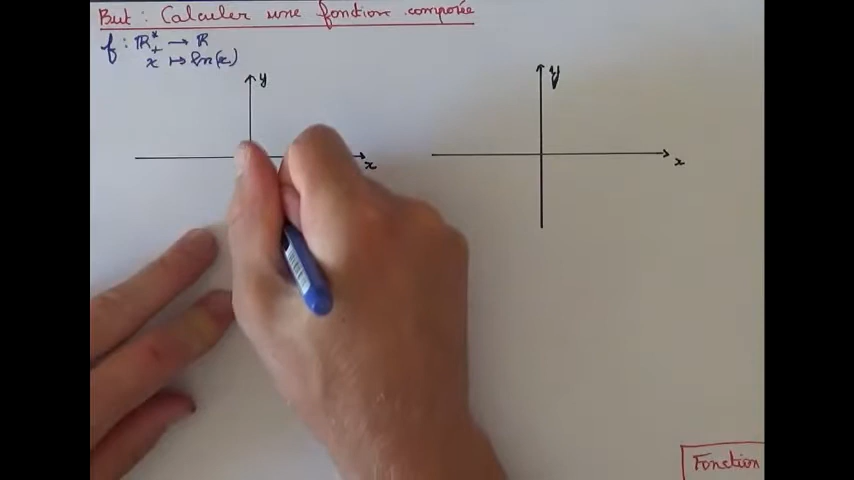 But : Calculer une fonction composée
f : ℝ*₊ → ℝ
x ↦ ln(x)
y
y
x
x
Fonction